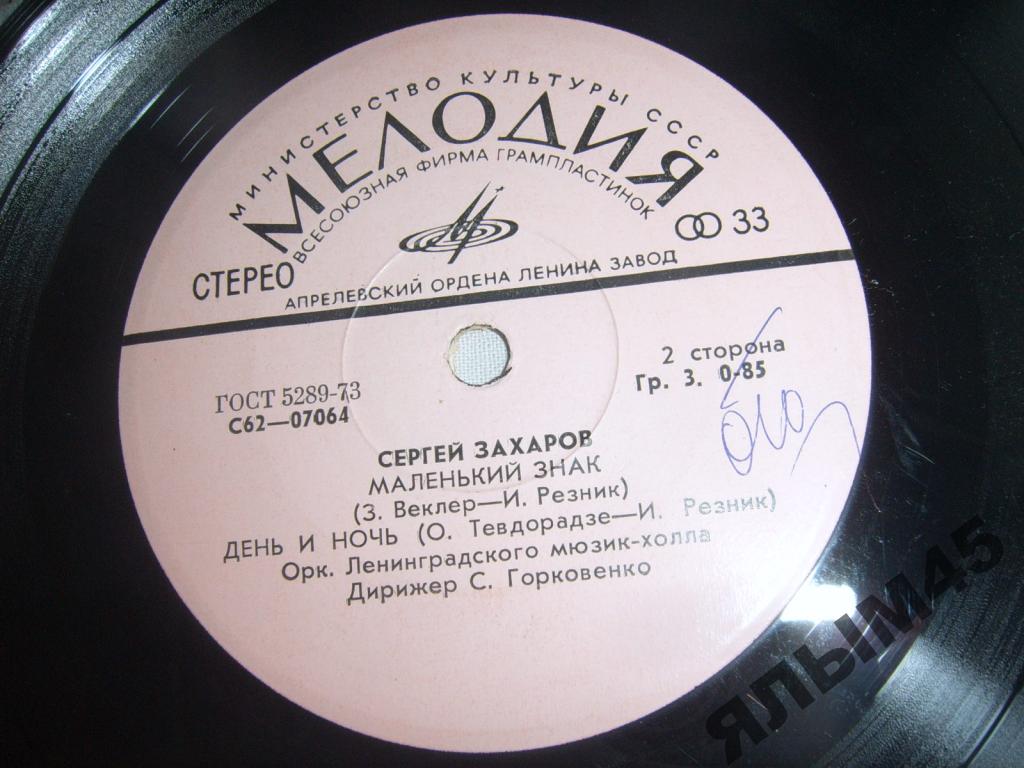 МИНИСТЕРСТВО КУЛЬТУРЫ СССР
МЕЛОДИЯ
ВСЕСОЮЗНАЯ ФИРМА ГРАМПЛАСТИНОК
СТЕРЕО
33
АПРЕЛЕВСКИЙ ОРДЕНА ЛЕНИНА ЗАВОД
ГОСТ 5289-73
С62—07064
2 сторона
Гр. 3. 0-85
СЕРГЕЙ ЗАХАРОВ
МАЛЕНЬКИЙ ЗНАК
(З. Веклер—И. Резник)
ДЕНЬ И НОЧЬ (О. Тевдорадзе—И. Резник)
Орк. Ленинградского мюзик-холла
Дирижер С. Горковенко
ЯЛЫМ45